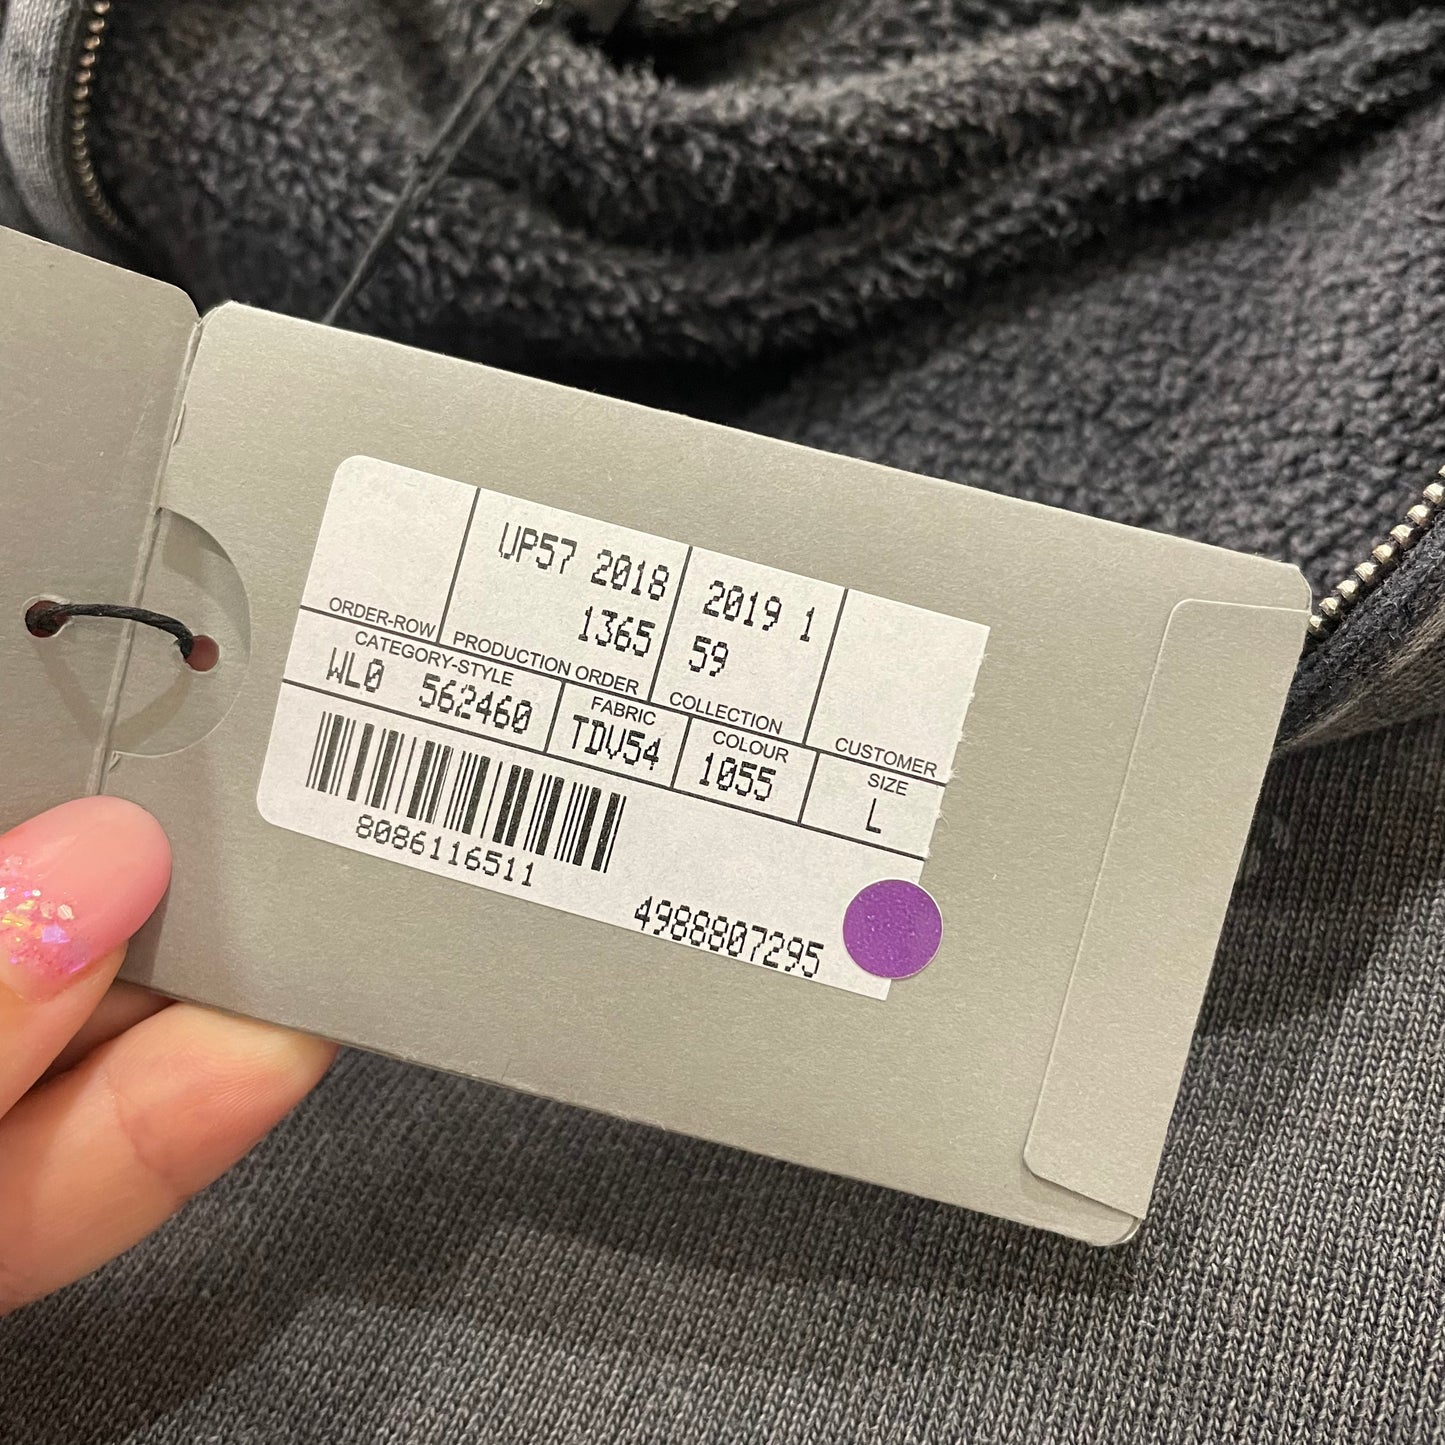 UP57 2018
1365
2019 1
59
ORDER-ROW
PRODUCTION ORDER
COLLECTION
CUSTOMER
CATEGORY-STYLE
WL0 562460
FABRIC
TDV54
COLOUR
1055
SIZE
L
8086116511
4988807295